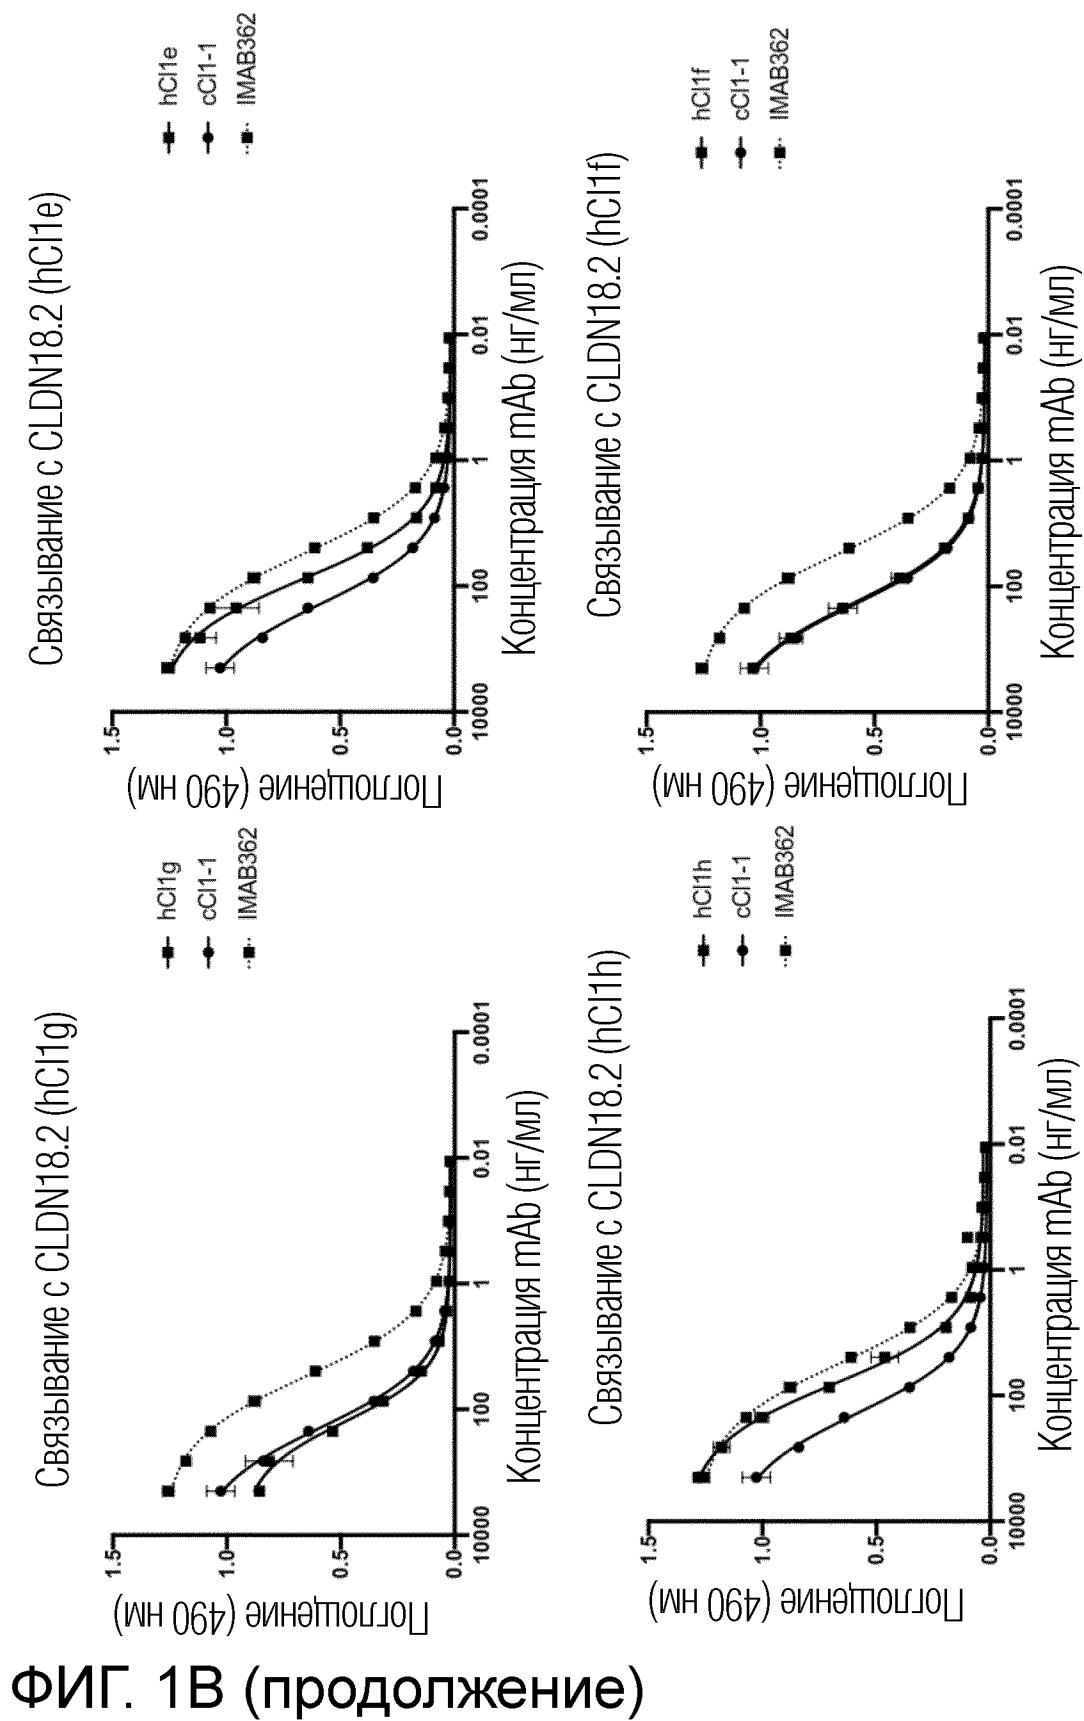 Связывание с CLDN18.2 (hCl1g)
Поглощение (490 нм)
1.5
1.0
0.5
0.0
10000
100
1
0.01
0.0001
Концентрация mAb (нг/мл)
hCl1g
cCl1-1
IMAB362
Связывание с CLDN18.2 (hCl1e)
Поглощение (490 нм)
1.5
1.0
0.5
0.0
10000
100
1
0.01
0.0001
Концентрация mAb (нг/мл)
hCl1e
cCl1-1
IMAB362
Связывание с CLDN18.2 (hCl1h)
Поглощение (490 нм)
1.5
1.0
0.5
0.0
10000
100
1
0.01
0.0001
Концентрация mAb (нг/мл)
hCl1h
cCl1-1
IMAB362
Связывание с CLDN18.2 (hCl1f)
Поглощение (490 нм)
1.5
1.0
0.5
0.0
10000
100
1
0.01
0.0001
Концентрация mAb (нг/мл)
hCl1f
cCl1-1
IMAB362
ФИГ. 1B (продолжение)